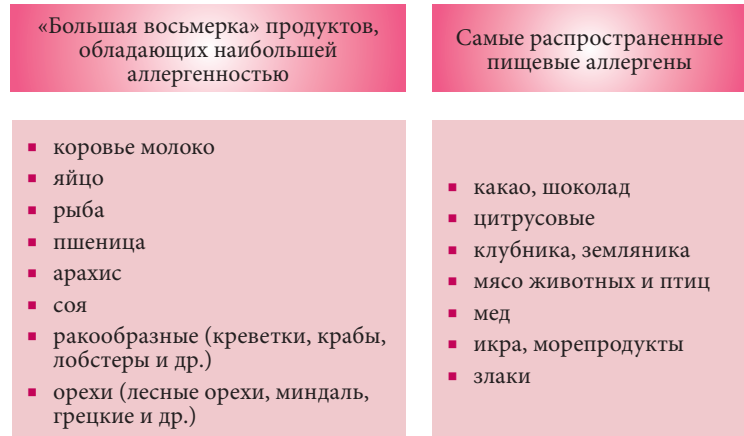 «Большая восьмерка» продуктов,
обладающих наибольшей
аллергенностью
▪ коровье молоко
▪ яйцо
▪ рыба
▪ пшеница
▪ арахис
▪ соя
▪ ракообразные (креветки, крабы,
лобстеры и др.)
▪ орехи (лесные орехи, миндаль,
грецкие и др.)
Самые распространенные
пищевые аллергены
▪ какао, шоколад
▪ цитрусовые
▪ клубника, земляника
▪ мясо животных и птиц
▪ мед
▪ икра, морепродукты
▪ злаки